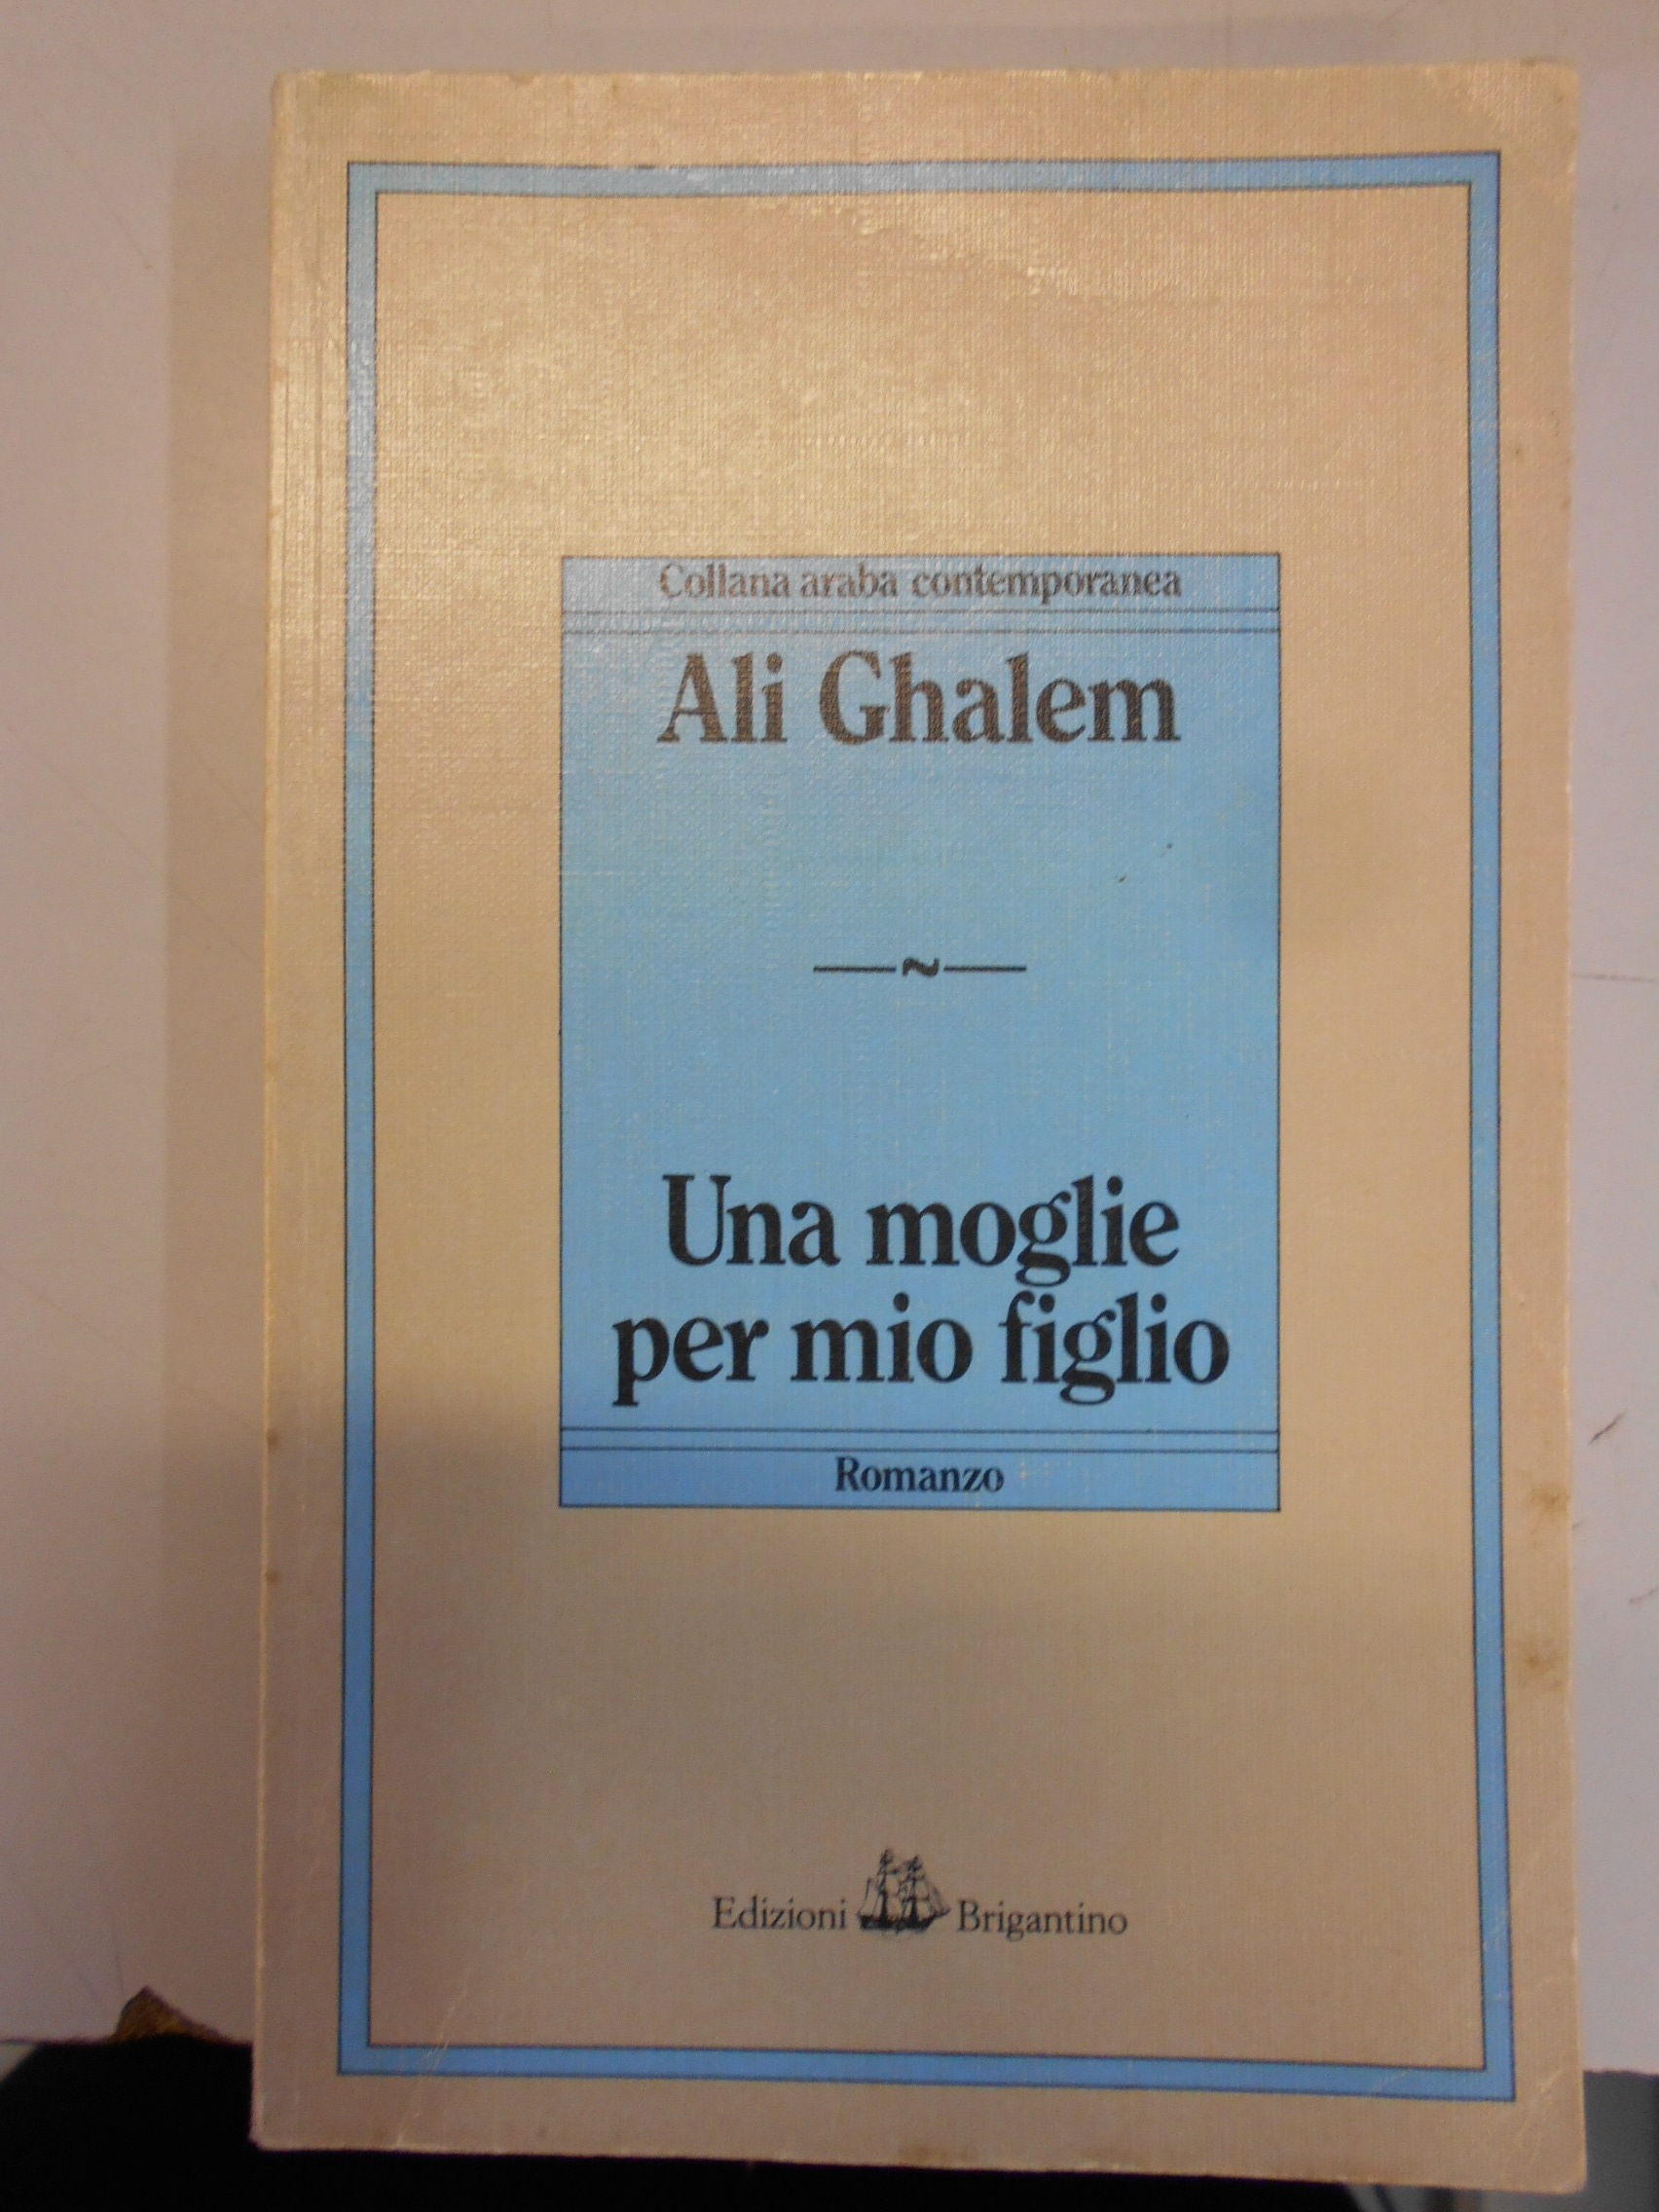 Collana araba contemporanea
Ali Ghalem
~
Una moglie
per mio figlio
Romanzo
Edizioni Brigantino